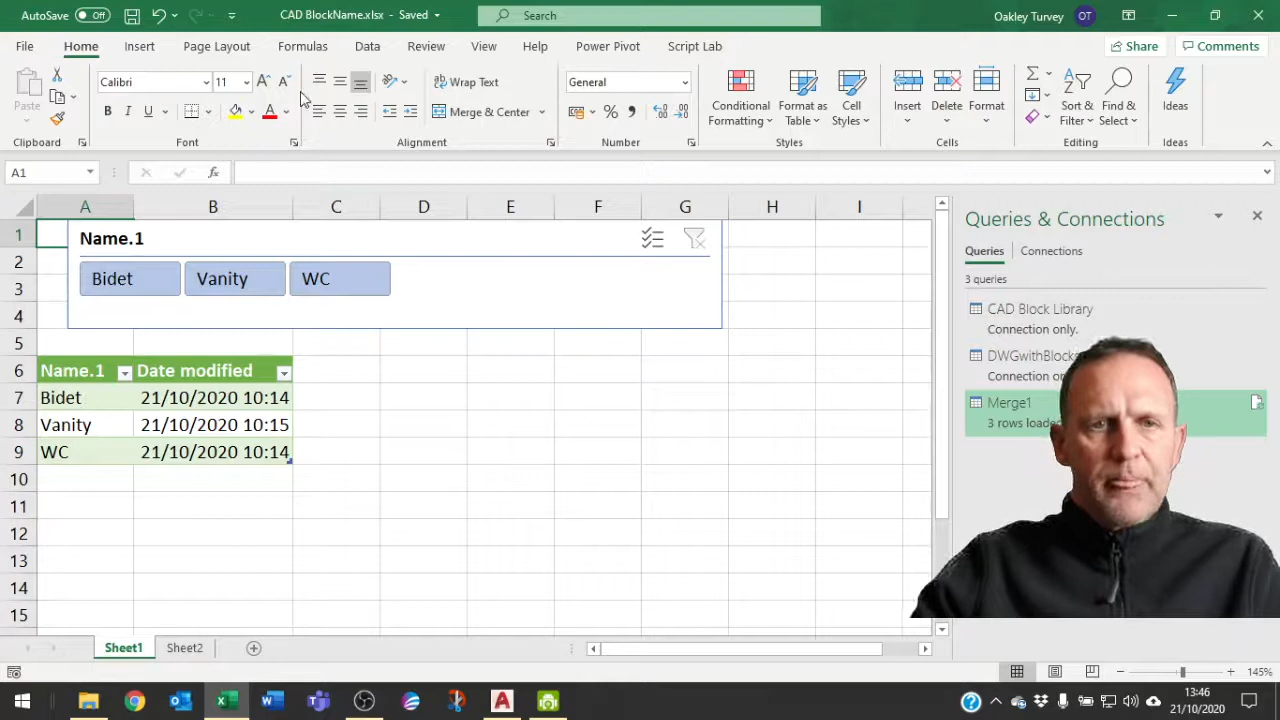 AutoSave Off CAD BlockName.xlsx - Saved Search Oakley Turvey OT
File Home Insert Page Layout Formulas Data Review View Help Power Pivot Script Lab Share Comments
Paste Calibri 11 Wrap Text General Conditional Formatting Format as Table Cell Styles Insert Delete Format Sort & Filter Find & Select Ideas
B I U A Merge & Center %
Clipboard Font Alignment Number Styles Cells Editing Ideas
A1 fx
A B C D E F G H I
1
2
3
4
5
6
7
8
9
10
11
12
13
14
15
Name.1
Bidet Vanity WC
Name.1 Date modified
Bidet 21/10/2020 10:14
Vanity 21/10/2020 10:15
WC 21/10/2020 10:14
Queries & Connections
Queries Connections
3 queries
CAD Block Library
Connection only.
Connection
Merge1
3 rows
Sheet1 Sheet2
145%
13:46
21/10/2020